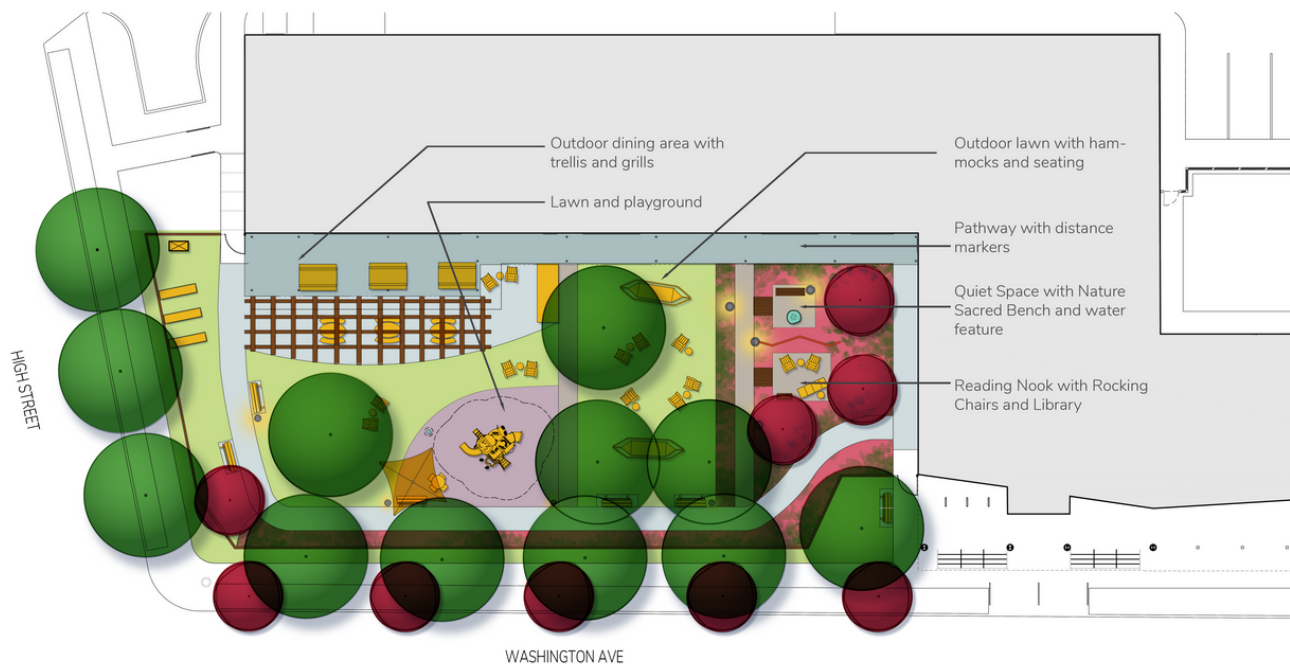 Outdoor dining area with
trellis and grills
Lawn and playground
Outdoor lawn with ham-
mocks and seating
Pathway with distance
markers
Quiet Space with Nature
Sacred Bench and water
feature
Reading Nook with Rocking
Chairs and Library
HIGH STREET
WASHINGTON AVE